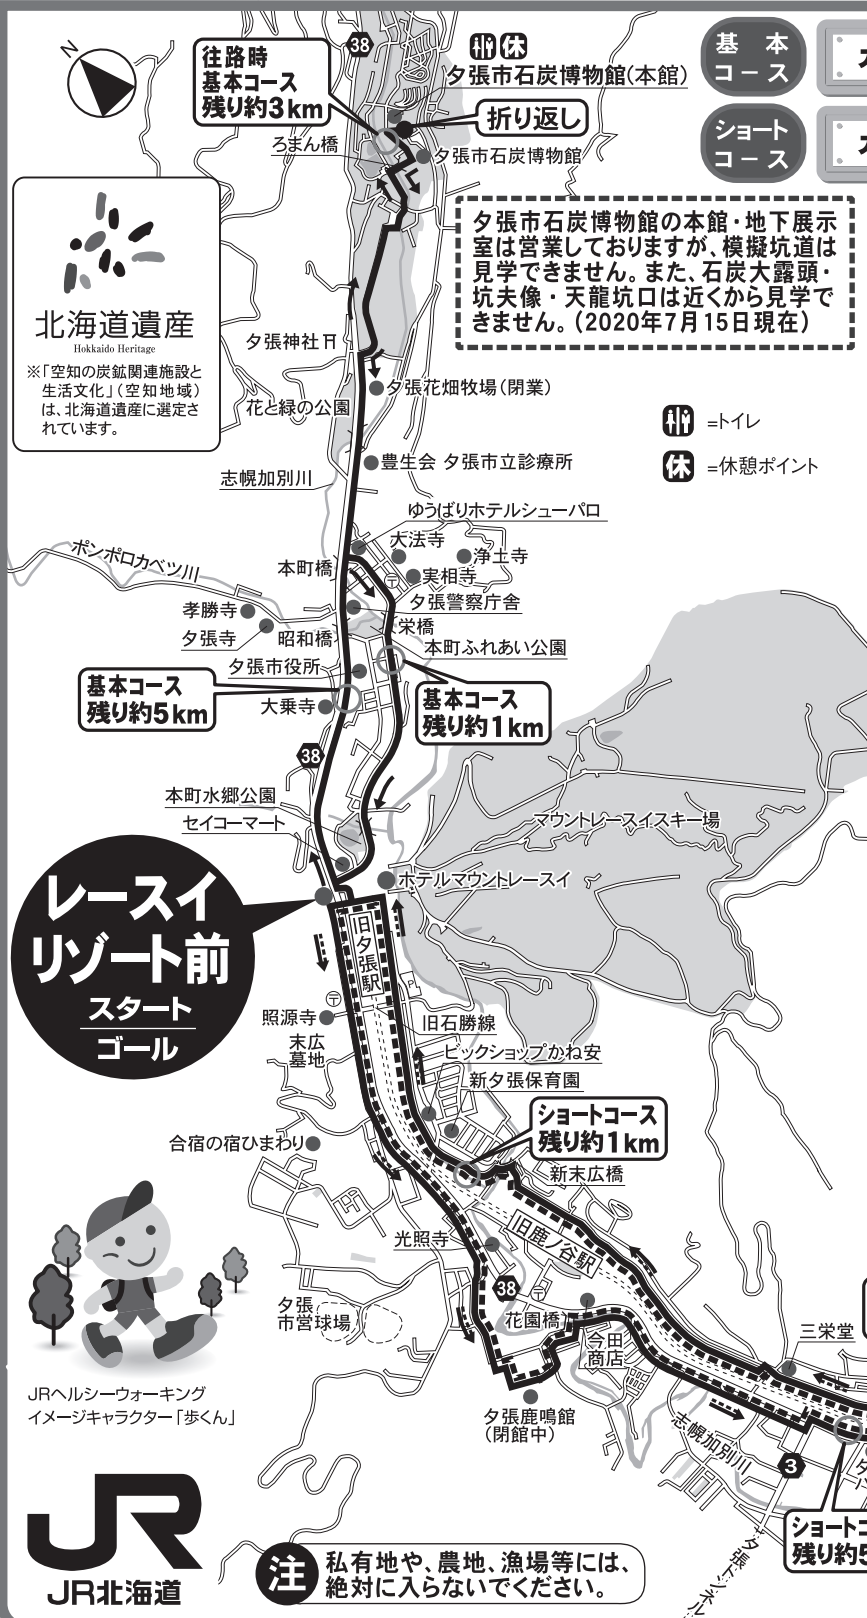 N
往路時
基本コース
残り約3km
38
休
夕張市石炭博物館(本館)
折り返し
ろまん橋
夕張市石炭博物館
基 本
コース
ショート
コース
北海道遺産
Hokkaido Heritage
※「空知の炭鉱関連施設と
生活文化」(空知地域)
は、北海道遺産に選定さ
れています。
夕張市石炭博物館の本館・地下展示
室は営業しておりますが、模擬坑道は
見学できません。また、石炭大露頭・
坑夫像・天龍坑口は近くから見学で
きません。(2020年7月15日現在)
夕張神社
夕張花畑牧場(閉業)
花と緑の公園
=トイレ
休 =休憩ポイント
豊生会 夕張市立診療所
志幌加別川
ゆうばりホテルシューパロ
大法寺
浄土寺
実相寺
ポンポロカベツ川
本町橋
〒
夕張警察庁舎
孝勝寺
夕張寺
昭和橋
栄橋
本町ふれあい公園
夕張市役所
基本コース
残り約5km
大乗寺
基本コース
残り約1km
38
本町水郷公園
セイコーマート
マウントレースイスキー場
ホテルマウントレースイ
レースイ
リゾート前
スタート
ゴール
旧夕張駅
〒
P
照源寺
末広
墓地
旧石勝線
ビックショップかね安
新夕張保育園
ショートコース
残り約1km
合宿の宿ひまわり
新末広橋
光照寺
旧鹿ノ谷駅
38
〒
花園橋
夕張
市営球場
今田
商店
三栄堂
夕張鹿鳴館
(閉館中)
志幌加別川
3
JRヘルシーウォーキング
イメージキャラクター「歩くん」
JR
JR北海道
注
私有地や、農地、漁場等には、
絶対に入らないでください。
夕張トンネル
ショートコ
残り約5